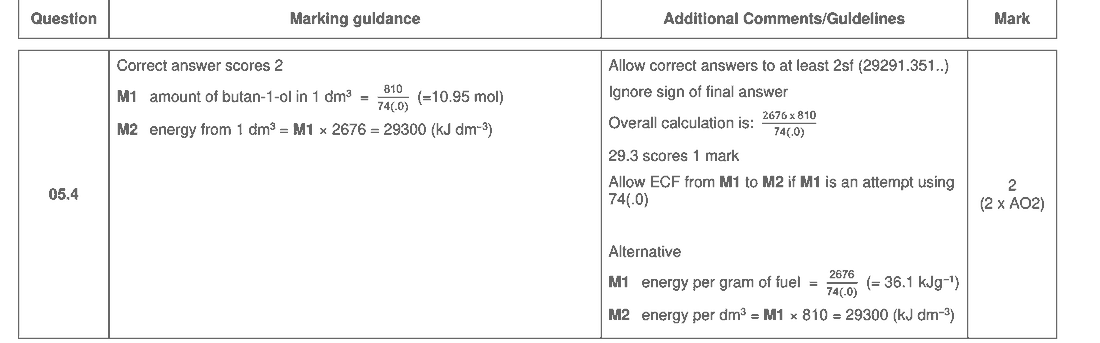 Question Marking guidance Additional Comments/Guidelines Mark
05.4
Correct answer scores 2
M1 amount of butan-1-ol in 1 dm³ = 810/74(.0) (=10.95 mol)
M2 energy from 1 dm³ = M1 × 2676 = 29300 (kJ dm⁻³)
Allow correct answers to at least 2sf (29291.351..)
Ignore sign of final answer
Overall calculation is: 2676 x 810/74(.0)
29.3 scores 1 mark
Allow ECF from M1 to M2 if M1 is an attempt using
74(.0)
Alternative
M1 energy per gram of fuel = 2676/74(.0) (= 36.1 kJg⁻¹)
M2 energy per dm³ = M1 × 810 = 29300 (kJ dm⁻³)
2
(2 x AO2)